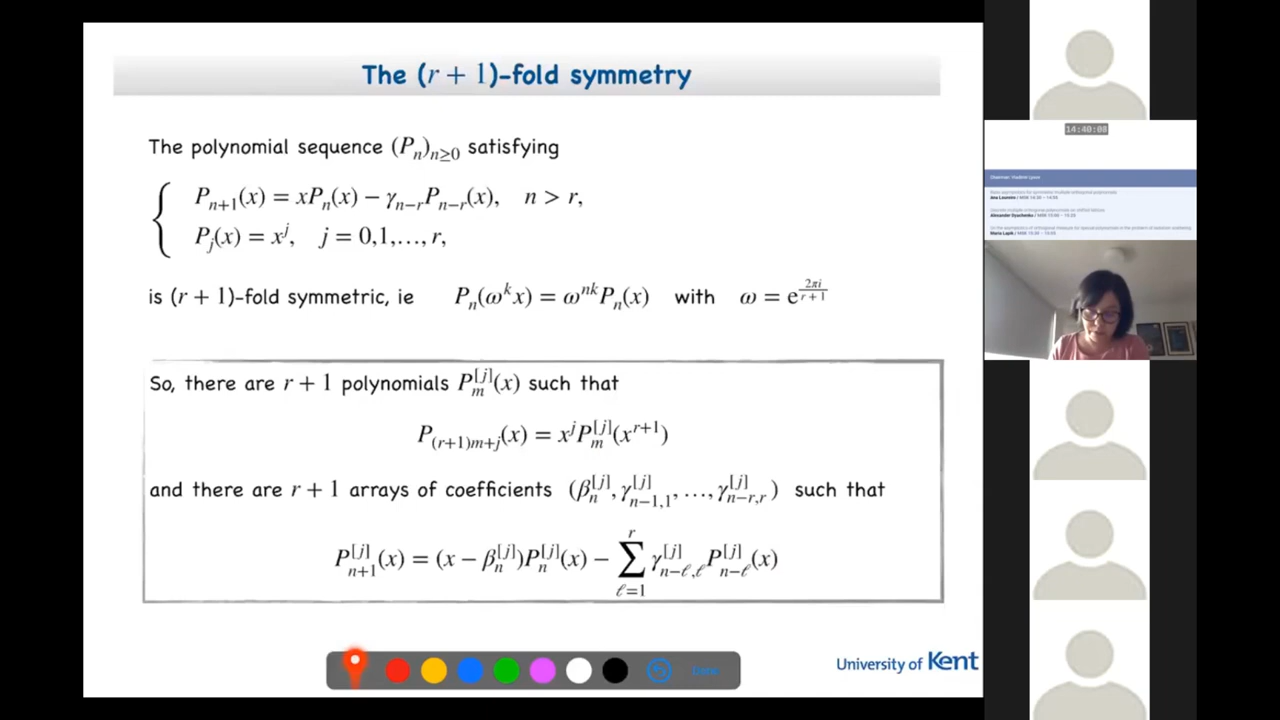 The (r + 1)-fold symmetry
The polynomial sequence (P_n)_{n≥0} satisfying
P_{n+1}(x) = xP_n(x) − γ_{n−r}P_{n−r}(x), n > r,
P_j(x) = x^j, j = 0,1,…, r,
is (r + 1)-fold symmetric, ie P_n(ω^k x) = ω^{nk}P_n(x) with ω = e^{\frac{2πi}{r+1}}
So, there are r + 1 polynomials P_m^{[j]}(x) such that
P_{(r+1)m+j}(x) = x^j P_m^{[j]}(x^{r+1})
and there are r + 1 arrays of coefficients (β_n^{[j]}, γ_{n−1,1}^{[j]}, …, γ_{n−r,r}^{[j]}) such that
P_{n+1}^{[j]}(x) = (x − β_n^{[j]})P_n^{[j]}(x) − \sum_{ℓ=1}^{r} γ_{n−ℓ,ℓ}^{[j]} P_{n−ℓ}^{[j]}(x)
Done
University of Kent
14:40:08